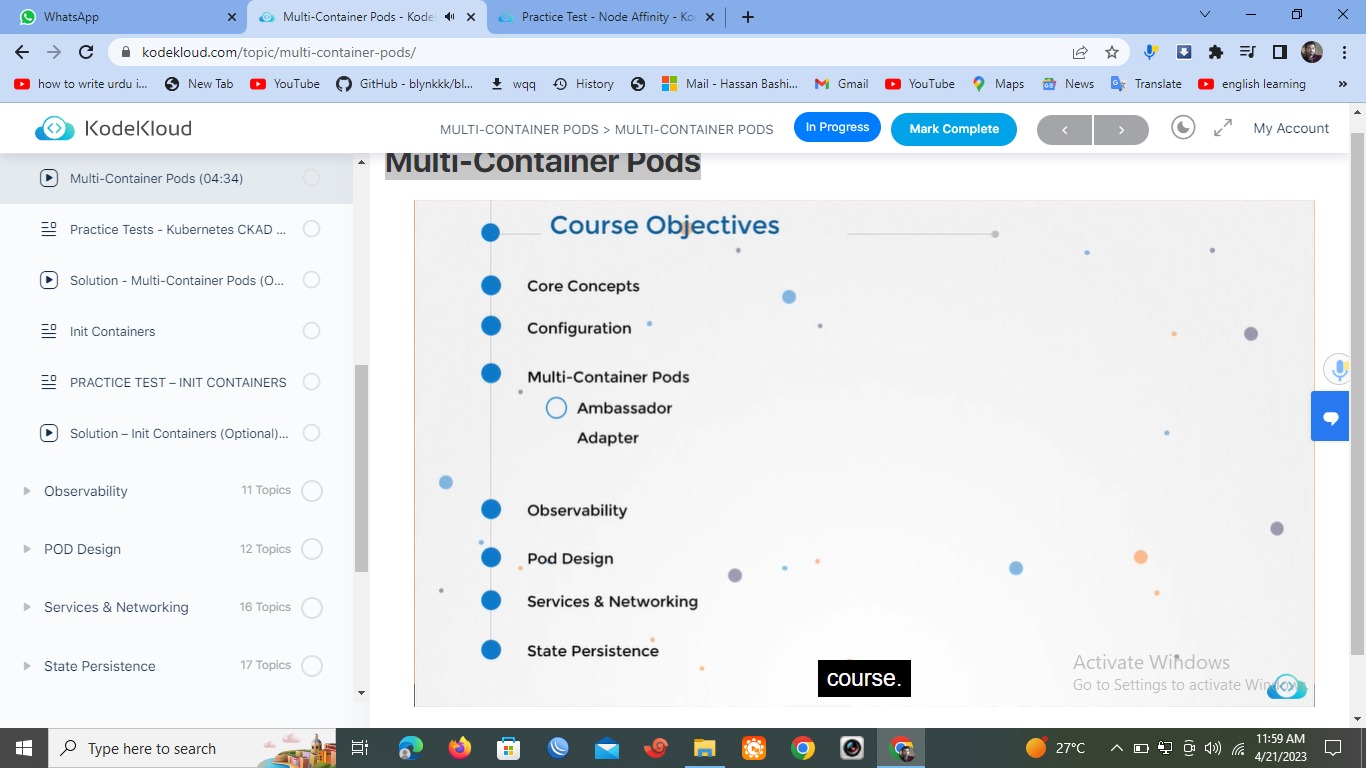 WhatsApp
Multi-Container Pods - Kodek
Practice Test - Node Affinity - Ko
kodekloud.com/topic/multi-container-pods/
how to write urdu i...
New Tab
YouTube
GitHub - blynkkk/bl...
wqq
History
Mail - Hassan Bashi...
Gmail
YouTube
Maps
News
Translate
english learning
»
KodeKloud
MULTI-CONTAINER PODS > MULTI-CONTAINER PODS
In Progress
Mark Complete
<
>
My Account
Multi-Container Pods (04:34)
Practice Tests - Kubernetes CKAD ...
Solution - Multi-Container Pods (O...
Init Containers
PRACTICE TEST – INIT CONTAINERS
Solution – Init Containers (Optional)...
Observability 11 Topics
POD Design 12 Topics
Services & Networking 16 Topics
State Persistence 17 Topics
Multi-Container Pods
Course Objectives
Core Concepts
Configuration
Multi-Container Pods
Ambassador
Adapter
Observability
Pod Design
Services & Networking
State Persistence
course.
Activate Windows
Go to Settings to activate Windows.
Type here to search
27°C
11:59 AM
4/21/2023